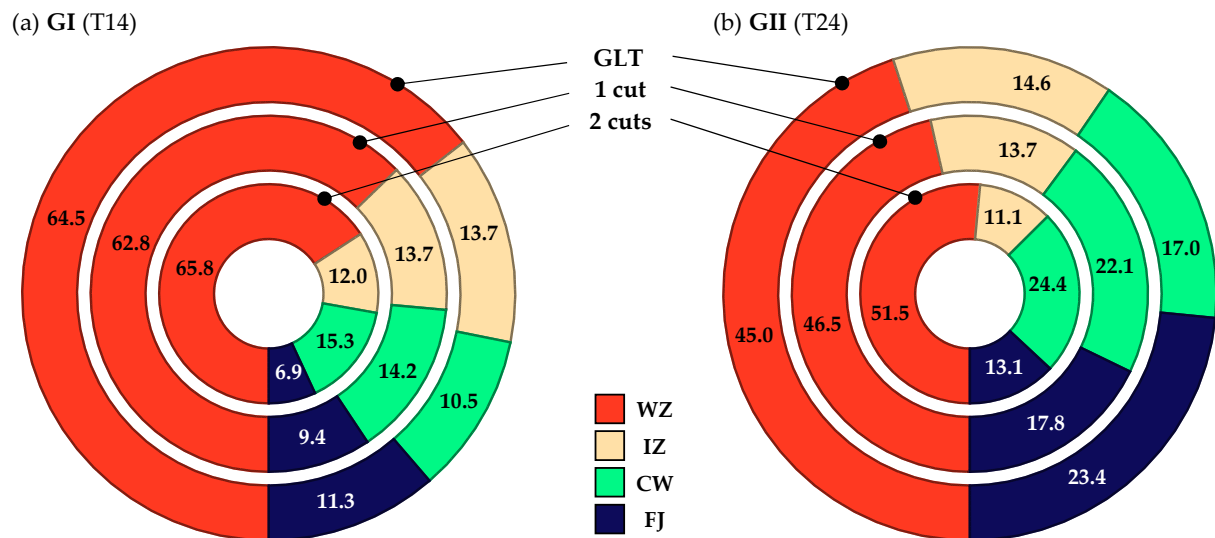 (a) GI (T14)
(b) GII (T24)
GLT
1 cut
2 cuts
64.5
62.8
65.8
12.0
13.7
13.7
15.3
14.2
10.5
6.9
9.4
11.3
14.6
13.7
11.1
17.0
22.1
24.4
45.0
46.5
51.5
13.1
17.8
23.4
WZ
IZ
CW
FJ